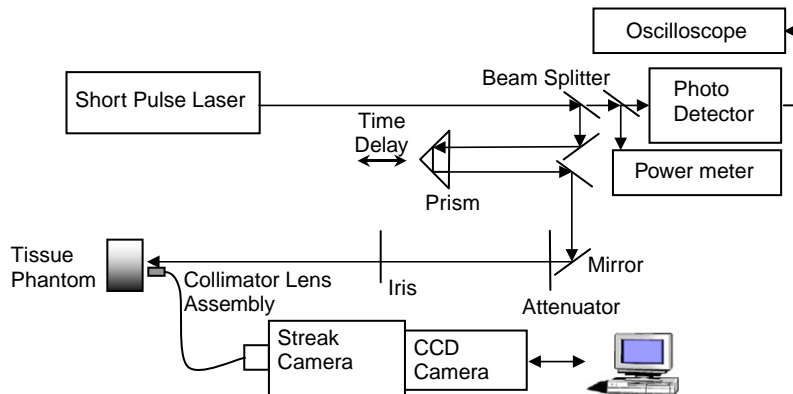 Oscilloscope
Beam Splitter
Short Pulse Laser
Photo
Detector
Time
Delay
Power meter
Prism
Tissue
Phantom
Mirror
Collimator Lens
Assembly
Iris
Attenuator
Streak
Camera
CCD
Camera